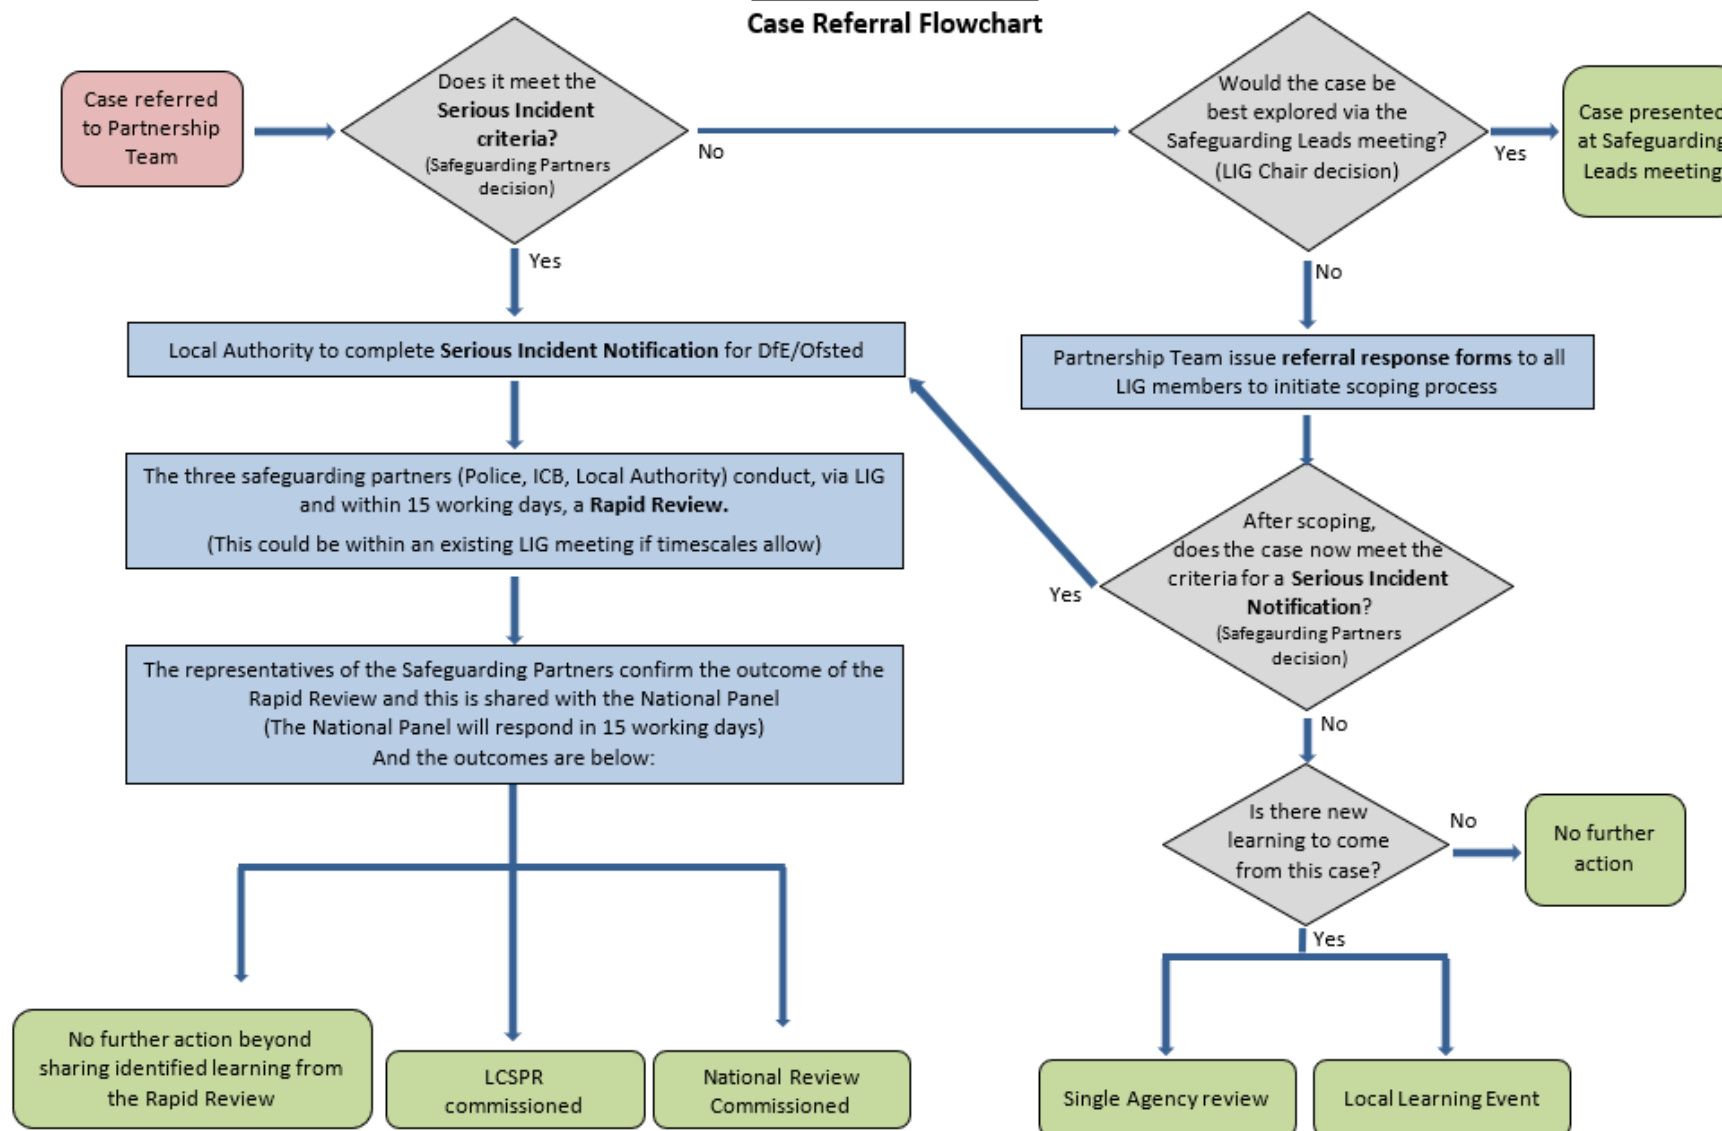 Case Referral Flowchart
Case referred
to Partnership
Team
Does it meet the
Serious Incident
criteria?
(Safeguarding Partners
decision)
No
Would the case be
best explored via the
Safeguarding Leads meeting?
(LIG Chair decision)
Yes
Case presented
at Safeguarding
Leads meeting
Yes
No
Local Authority to complete Serious Incident Notification for DfE/Ofsted
Partnership Team issue referral response forms to all
LIG members to initiate scoping process
The three safeguarding partners (Police, ICB, Local Authority) conduct, via LIG
and within 15 working days, a Rapid Review.
(This could be within an existing LIG meeting if timescales allow)
After scoping,
does the case now meet the
criteria for a Serious Incident
Notification?
(Safegaurding Partners
decision)
Yes
No
The representatives of the Safeguarding Partners confirm the outcome of the
Rapid Review and this is shared with the National Panel
(The National Panel will respond in 15 working days)
And the outcomes are below:
Is there new
learning to come
from this case?
No
No further
action
Yes
No further action beyond
sharing identified learning from
the Rapid Review
LCSPR
commissioned
National Review
Commissioned
Single Agency review
Local Learning Event